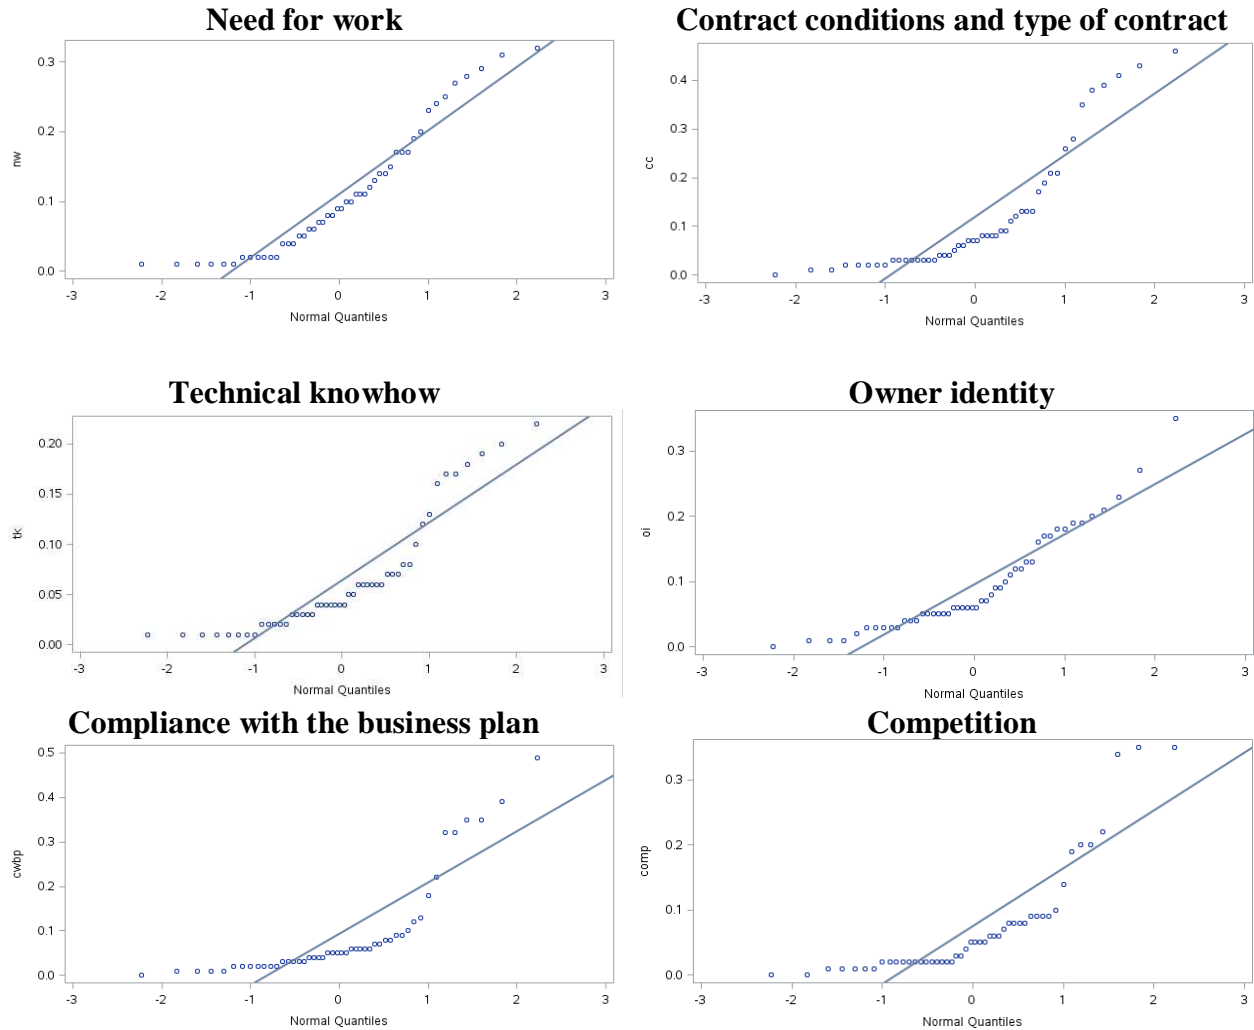 Need for work
0.3
0.2
0.1
0.0
nw
-3 -2 -1 0 1 2 3
Normal Quantiles
Contract conditions and type of contract
0.4
0.3
0.2
0.1
0.0
cc
-3 -2 -1 0 1 2 3
Normal Quantiles
Technical knowhow
0.20
0.15
0.10
0.05
0.00
tk
-3 -2 -1 0 1 2 3
Normal Quantiles
Owner identity
0.3
0.2
0.1
0.0
oi
-3 -2 -1 0 1 2 3
Normal Quantiles
Compliance with the business plan
0.5
0.4
0.3
0.2
0.1
0.0
cwbp
-3 -2 -1 0 1 2 3
Normal Quantiles
Competition
0.3
0.2
0.1
0.0
comp
-3 -2 -1 0 1 2 3
Normal Quantiles